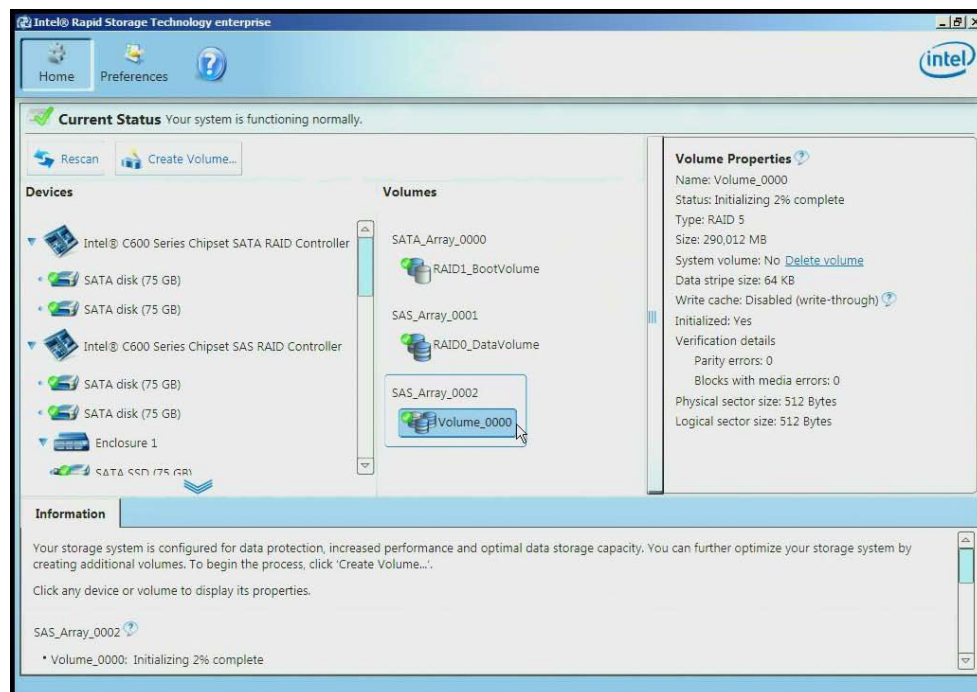 Intel® Rapid Storage Technology enterprise
Home
Preferences
?
intel
Current Status Your system is functioning normally.
Rescan
Create Volume...
Devices
Intel® C600 Series Chipset SATA RAID Controller
SATA disk (75 GB)
SATA disk (75 GB)
Intel® C600 Series Chipset SAS RAID Controller
SATA disk (75 GB)
SATA disk (75 GB)
Enclosure 1
SATA SSD (75 GB)
Volumes
SATA_Array_0000
RAID1_BootVolume
SAS_Array_0001
RAID0_DataVolume
SAS_Array_0002
Volume_0000
Volume Properties ?
Name: Volume_0000
Status: Initializing 2% complete
Type: RAID 5
Size: 290,012 MB
System volume: No Delete volume
Data stripe size: 64 KB
Write cache: Disabled (write-through) ?
Initialized: Yes
Verification details
Parity errors: 0
Blocks with media errors: 0
Physical sector size: 512 Bytes
Logical sector size: 512 Bytes
Information
Your storage system is configured for data protection, increased performance and optimal data storage capacity. You can further optimize your storage system by
creating additional volumes. To begin the process, click 'Create Volume...'.
Click any device or volume to display its properties.
SAS_Array_0002 ?
• Volume_0000: Initializing 2% complete